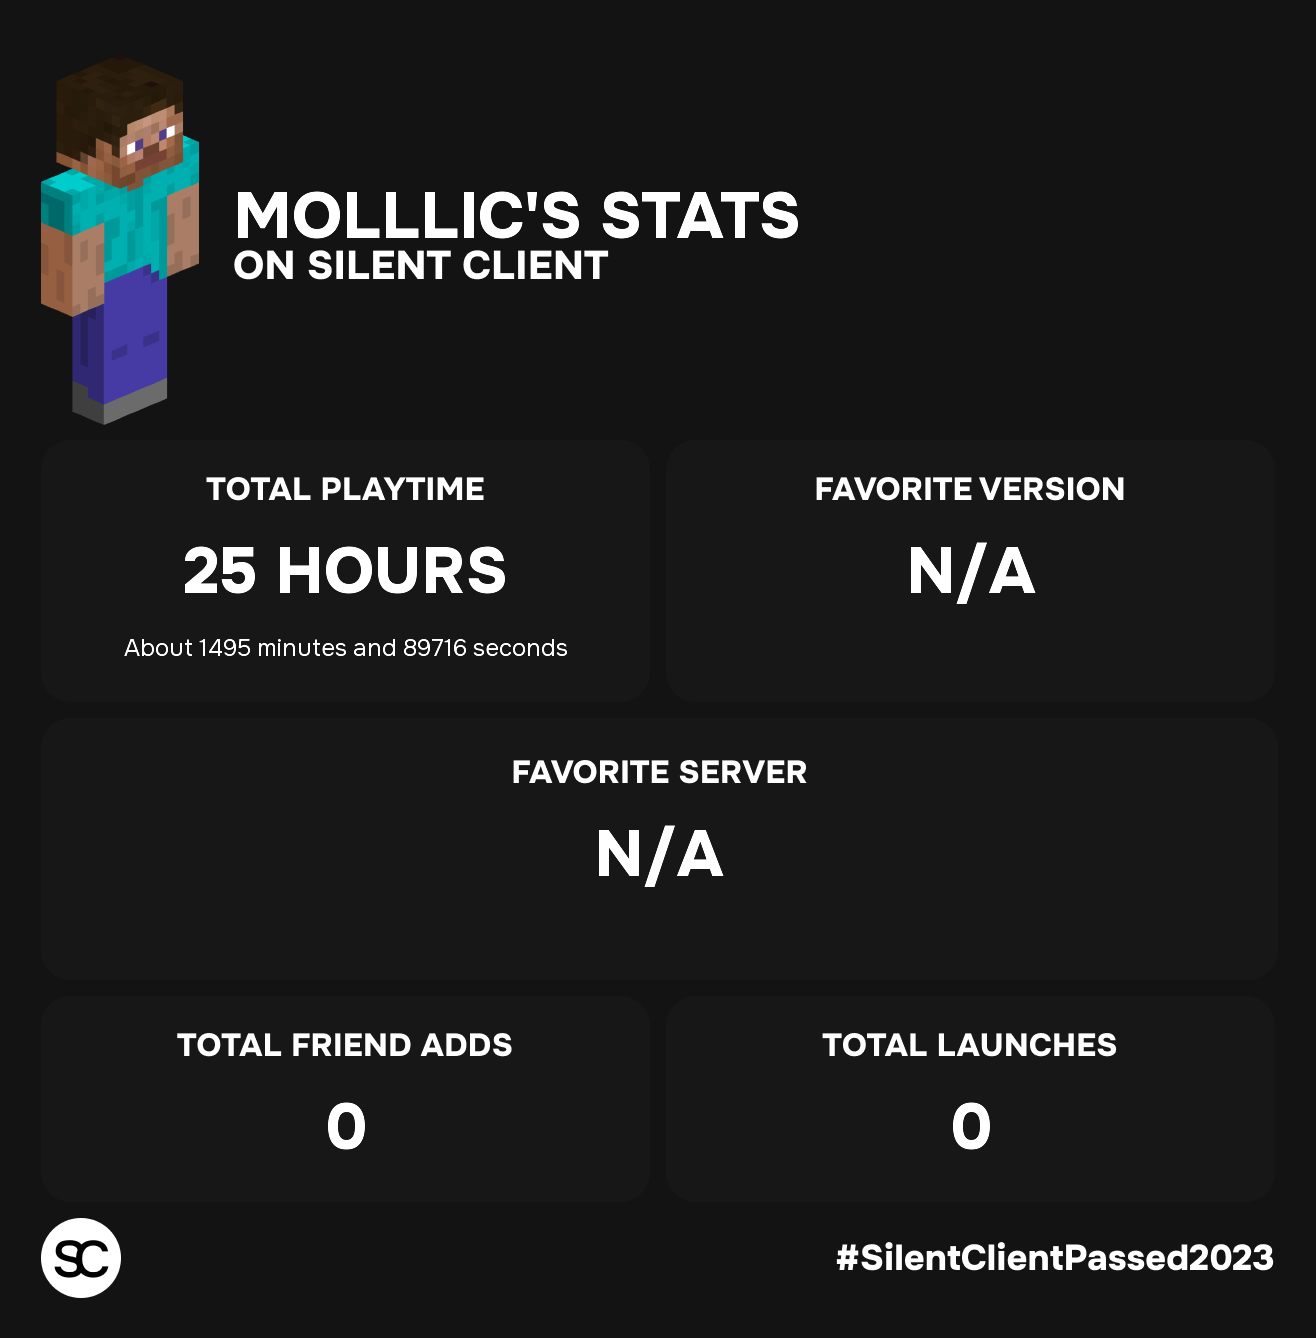 MOLLLIC'S STATS
ON SILENT CLIENT
TOTAL PLAYTIME
25 HOURS
About 1495 minutes and 89716 seconds
FAVORITE VERSION
N/A
FAVORITE SERVER
N/A
TOTAL FRIEND ADDS
0
TOTAL LAUNCHES
0
SC
#SilentClientPassed2023